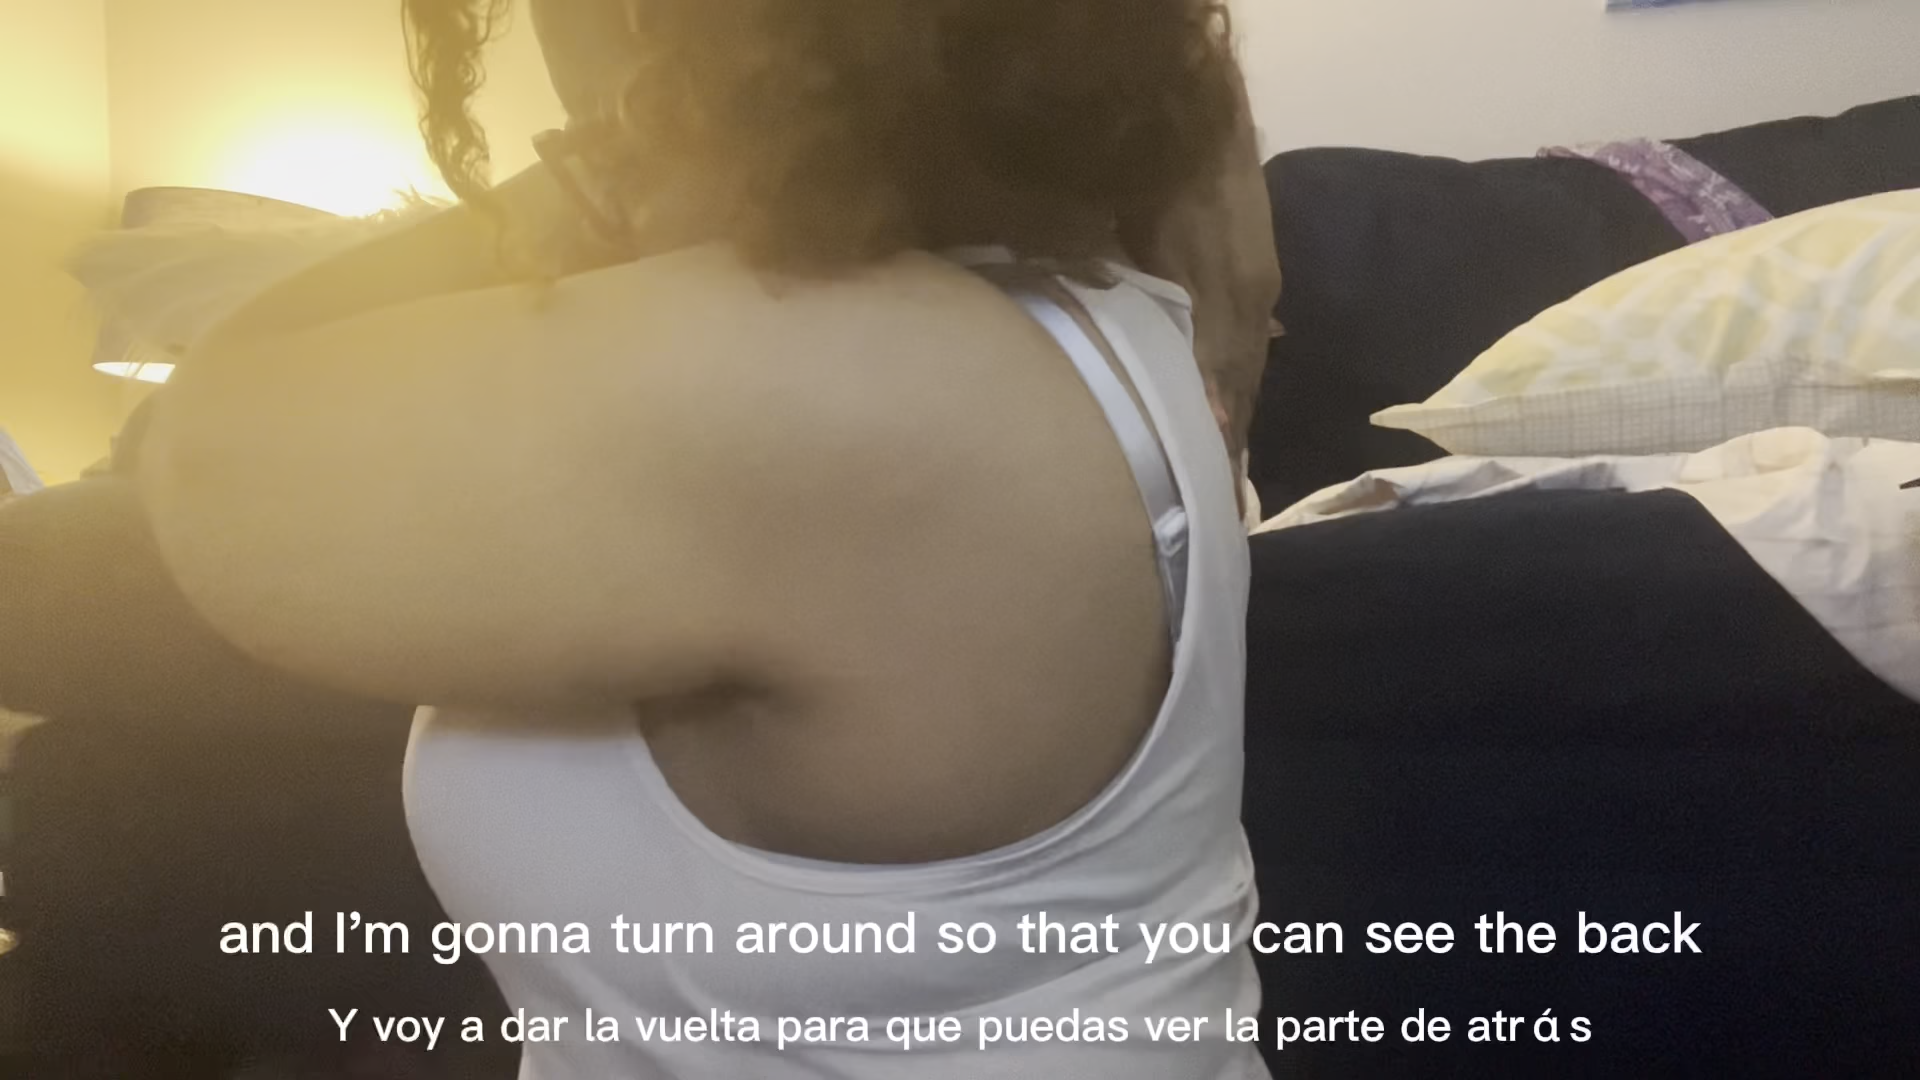 and I’m gonna turn around so that you can see the back
Y voy a dar la vuelta para que puedas ver la parte de atrás